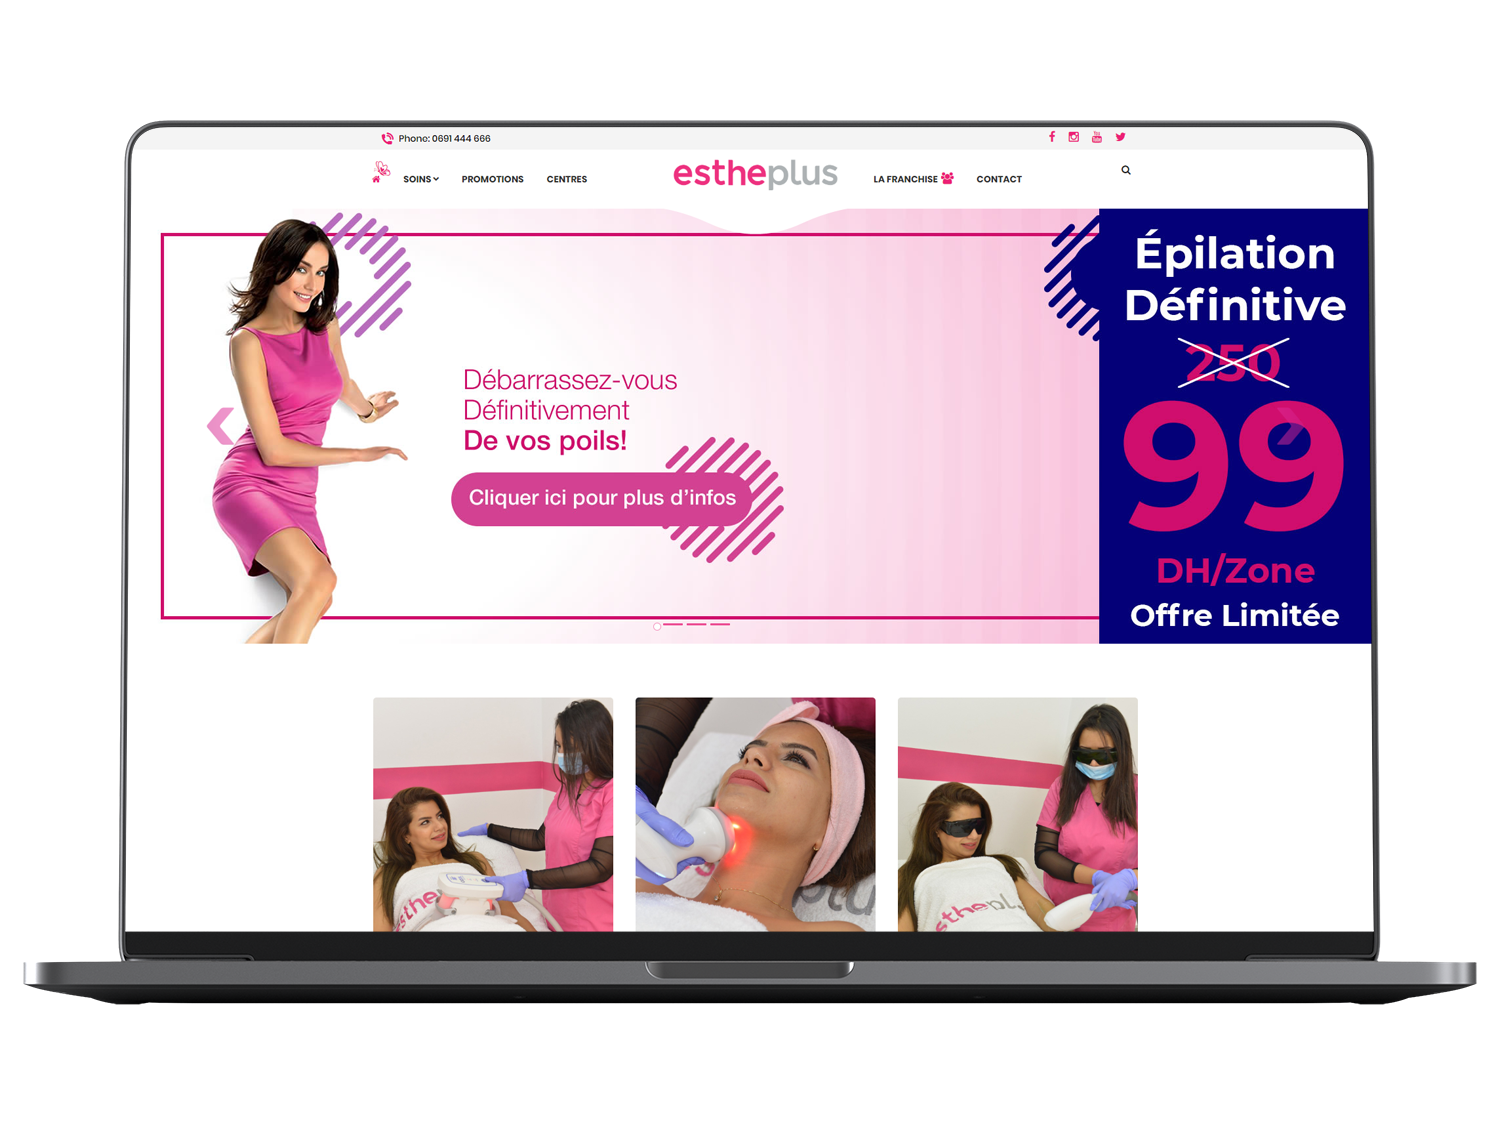 Phone: 0691 444 666
SOINS
PROMOTIONS
CENTRES
estheplus
LA FRANCHISE
CONTACT
Débarrassez-vous
Définitivement
De vos poils!
Cliquer ici pour plus d'infos
Épilation
Définitive
250
99
DH/Zone
Offre Limitée